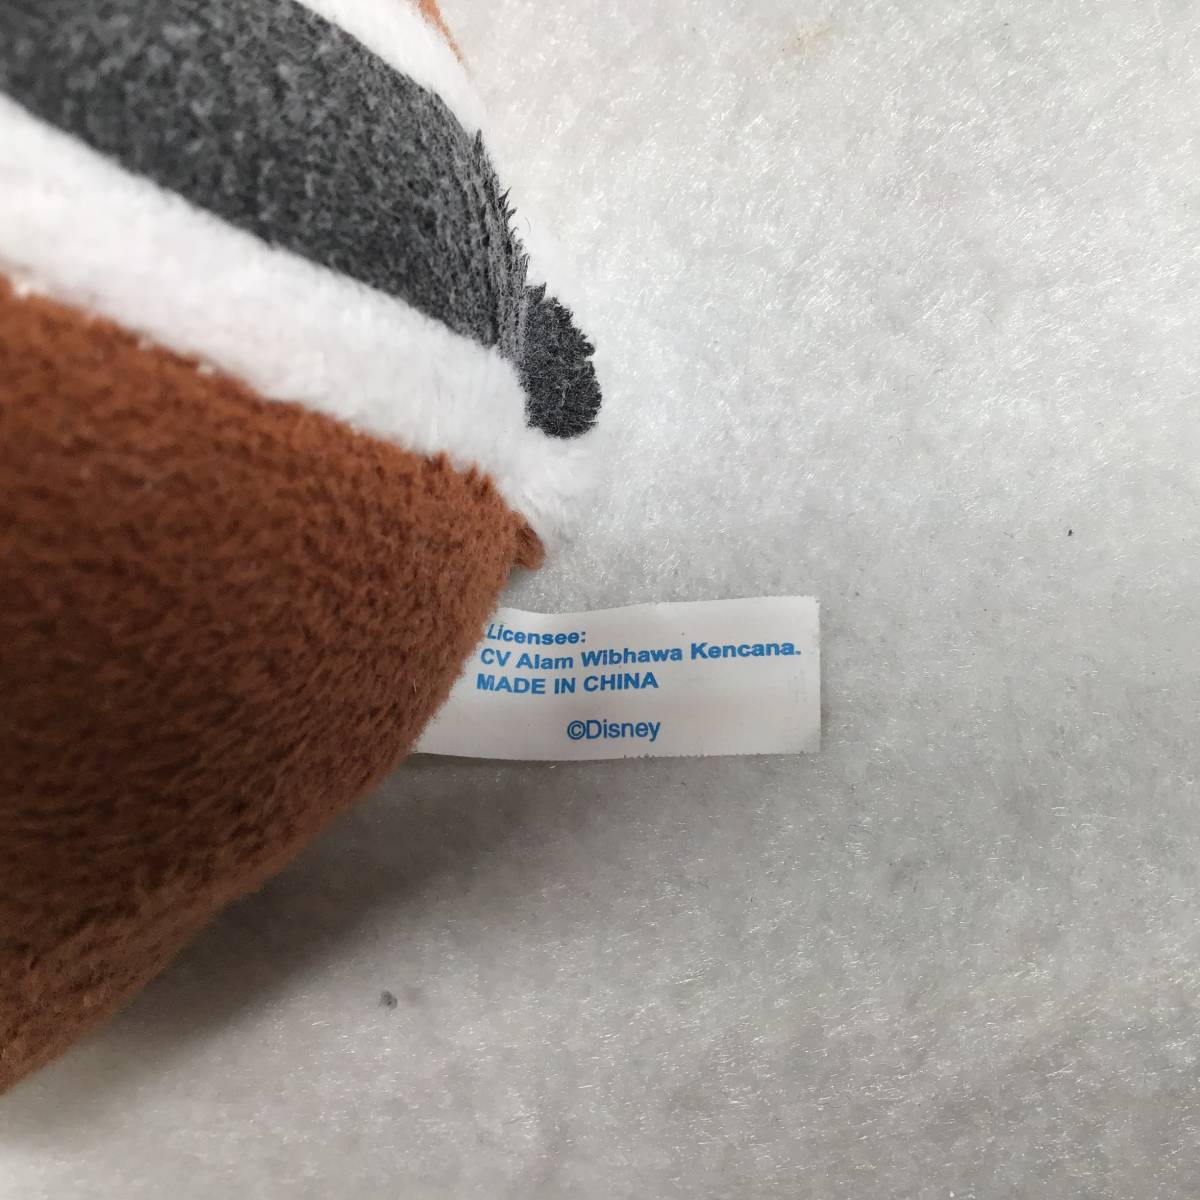 Licensee:
CV Alam Wibhawa Kencana.
MADE IN CHINA
©Disney